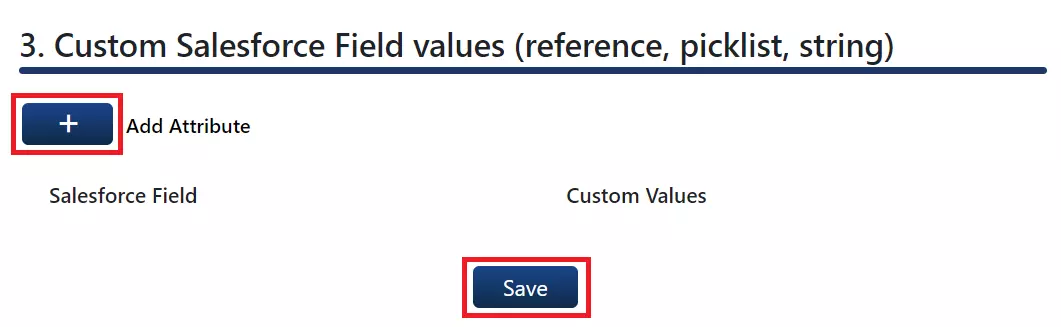 3. Custom Salesforce Field values (reference, picklist, string)
+ Add Attribute
Salesforce Field Custom Values
Save